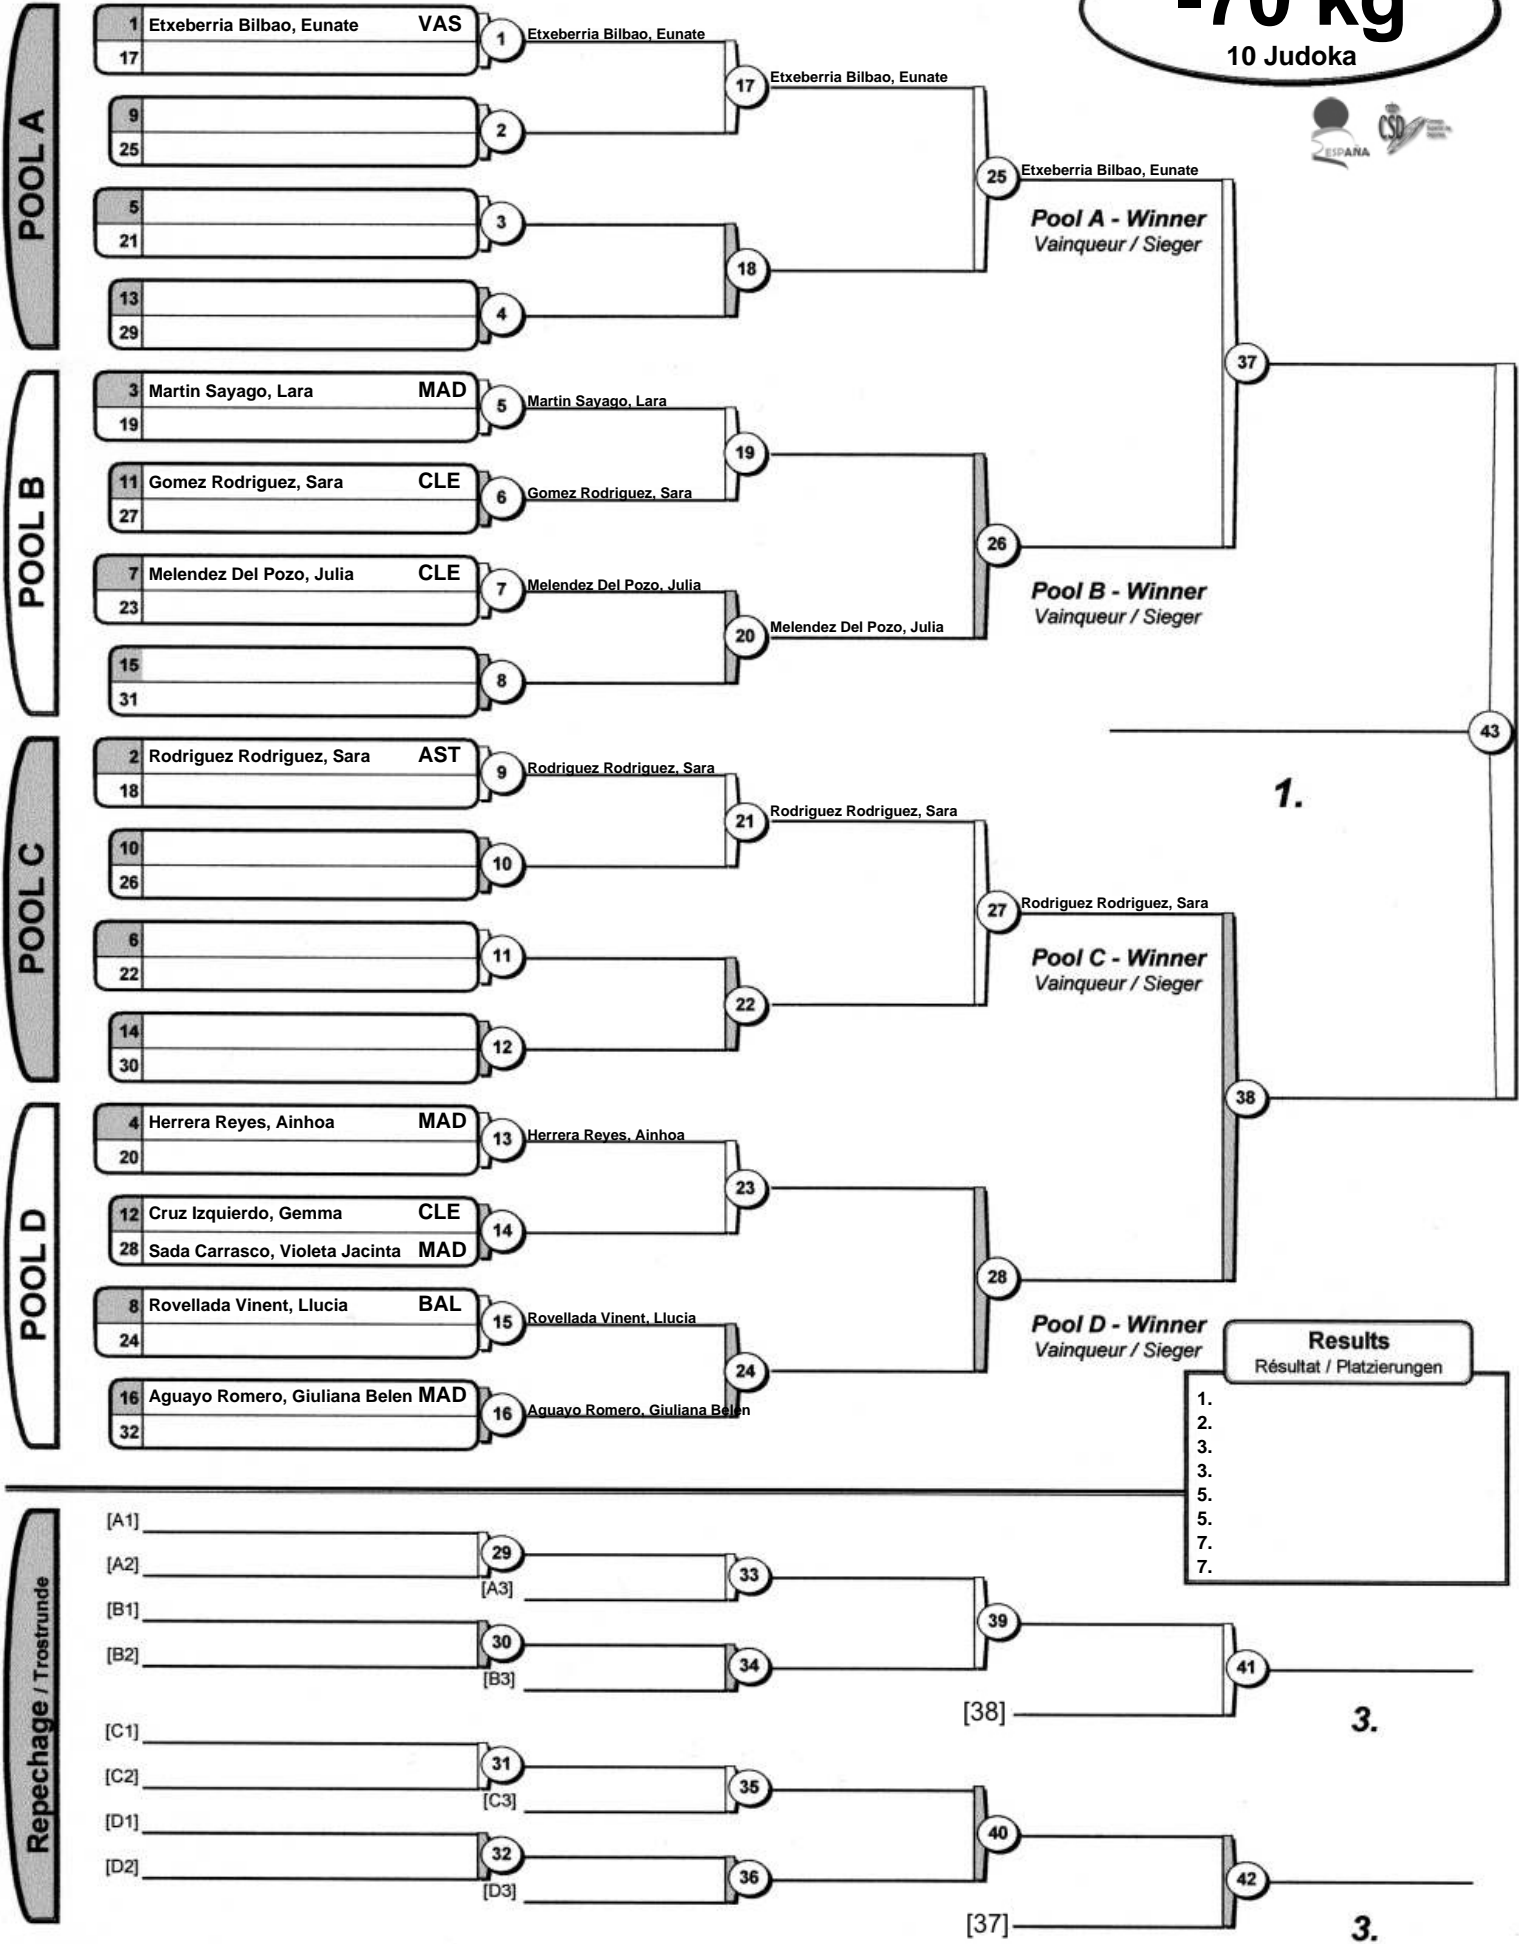 -70 kg
10 Judoka
ESPAÑA
CSD
POOL A
1 Etxeberria Bilbao, Eunate VAS
17
1 Etxeberria Bilbao, Eunate
17 Etxeberria Bilbao, Eunate
9
25
2
25 Etxeberria Bilbao, Eunate
Pool A - Winner
Vainqueur / Sieger
5
21
3
18
13
29
4
37
POOL B
3 Martin Sayago, Lara MAD
19
5 Martin Sayago, Lara
19
11 Gomez Rodriguez, Sara CLE
27
6 Gomez Rodriguez, Sara
26
Pool B - Winner
Vainqueur / Sieger
7 Melendez Del Pozo, Julia CLE
23
7 Melendez Del Pozo, Julia
20 Melendez Del Pozo, Julia
15
31
8
43
1.
POOL C
2 Rodriguez Rodriguez, Sara AST
18
9 Rodriguez Rodriguez, Sara
21 Rodriguez Rodriguez, Sara
10
26
10
27 Rodriguez Rodriguez, Sara
Pool C - Winner
Vainqueur / Sieger
6
22
11
22
14
30
12
38
POOL D
4 Herrera Reyes, Ainhoa MAD
20
13 Herrera Reyes, Ainhoa
23
12 Cruz Izquierdo, Gemma CLE
28 Sada Carrasco, Violeta Jacinta MAD
14
28
Pool D - Winner
Vainqueur / Sieger
8 Rovellada Vinent, Llucia BAL
24
15 Rovellada Vinent, Llucia
24
16 Aguayo Romero, Giuliana Belen MAD
32
16 Aguayo Romero, Giuliana Belen
Results
Résultat / Platzierungen
1.
2.
3.
3.
5.
5.
7.
7.
Repechage / Trostrunde
[A1]
[A2]
29
[A3]
33
[B1]
[B2]
30
[B3]
34
39
[38]
41
3.
[C1]
[C2]
31
[C3]
35
[D1]
[D2]
32
[D3]
36
40
[37]
42
3.